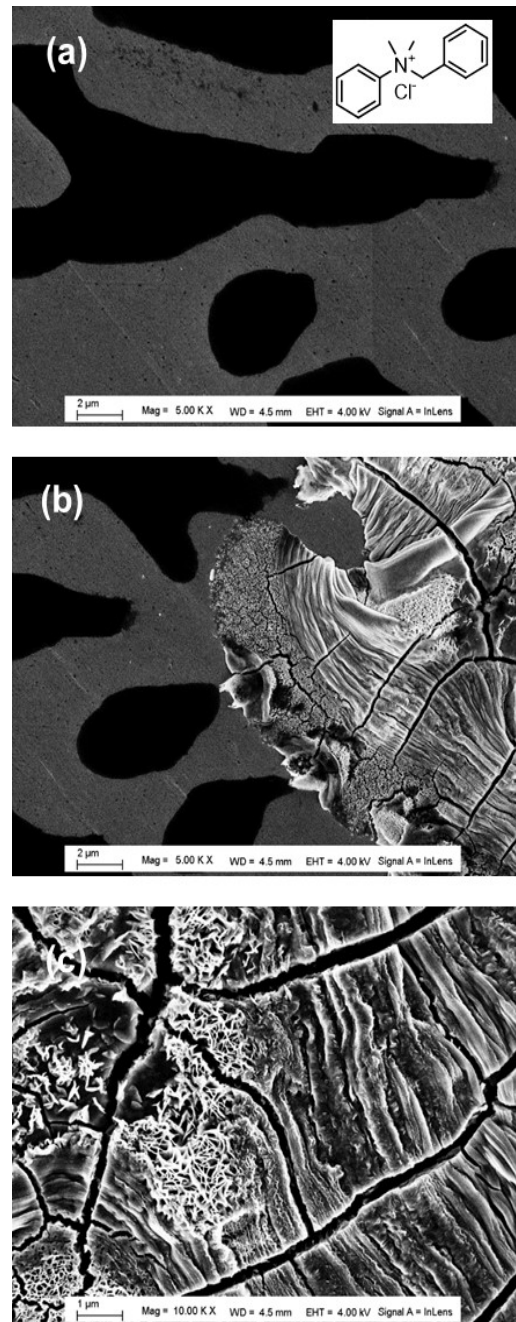 (a)
N+
Cl-
2 µm
Mag = 5.00 K X WD = 4.5 mm EHT = 4.00 kV Signal A = InLens
(b)
2 µm
Mag = 5.00 K X WD = 4.5 mm EHT = 4.00 kV Signal A = InLens
(c)
1 µm
Mag = 10.00 K X WD = 4.5 mm EHT = 4.00 kV Signal A = InLens